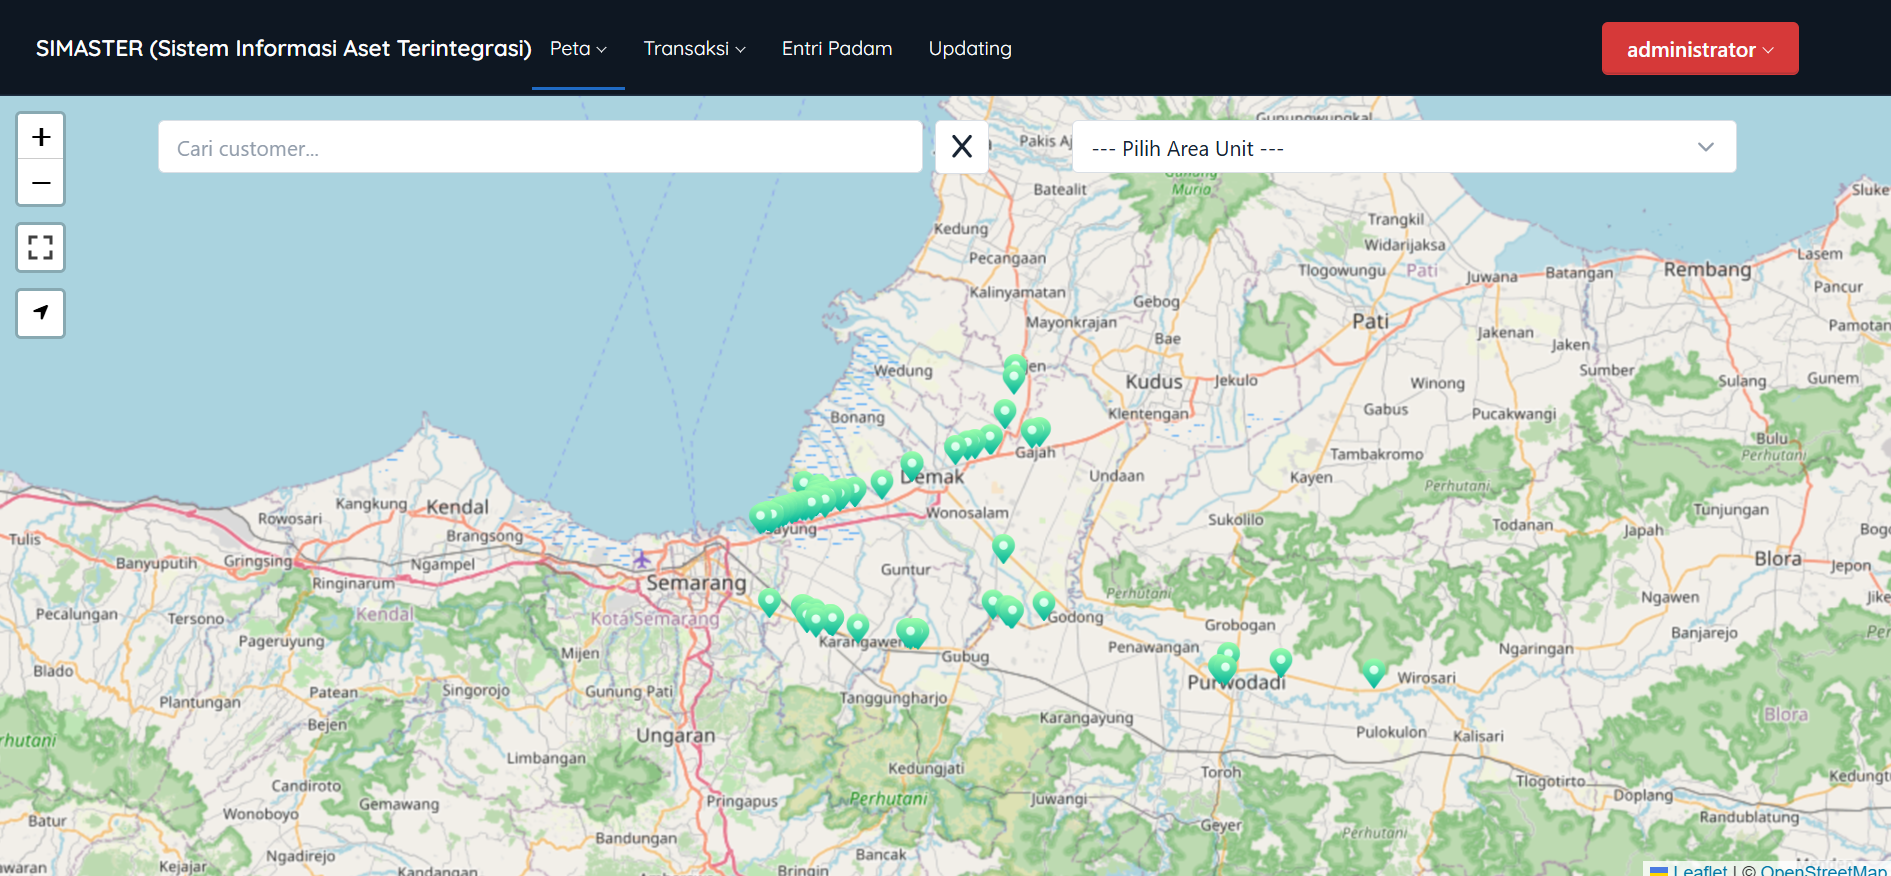 SIMASTER (Sistem Informasi Aset Terintegrasi)
Peta
Transaksi
Entri Padam
Updating
administrator
+
−
Cari customer...
X
--- Pilih Area Unit ---
Gunungwungkal
Pakis
Batealit
Muria
Sluke
Trangkil
Kedung
Widarijaksa
Lasem
Pecangaan
Tlogowungu
Pati
Juwana
Batangan
Rembang
Kalinyamatan
Gebog
Pancur
Mayonkrajan
Pati
Pamotan
Bae
Jakenan
Jaken
Wedung
Kudus
Jekulo
Winong
Sumber
Sulang
Gunem
Bonang
Klentengan
Gabus
Pucakwangi
Bulu
Gajah
Tambakromo
Perhutani
Demak
Undaan
Kayen
Perhutani
Kangkung
Kendal
Rowosari
Wonosalam
Sukolilo
Todanan
Japah
Tunjungan
Tulis
Brangsong
Sayung
Banyuputih
Gringsing
Ngampel
Ringinarum
Semarang
Guntur
Blora
Jepon
Perhutani
Ngawen
Pecalungan
Tersono
Kendal
Kota Semarang
Godong
Grobogan
Banjarejo
Pageruyung
Mijen
Karangawen
Gubug
Penawangan
Ngaringan
Blado
Plantungan
Patean
Singorojo
Gunung Pati
Tanggungharjo
Purwodadi
Wirosari
Bejen
Karangayung
Blora
Ungaran
Pulokulon
Kalisari
Limbangan
Kedungjati
Toroh
Tlogotirto
Doplang
Candiroto
Gemawang
Pringapus
Perhutani
Juwangi
Wonoboyo
Batur
Bandungan
Geyer
Perhutani
Randublatung
Ngadirejo
Bancak
Kejajar
Kandangan
Bringin
Leaflet | © OpenStreetMap